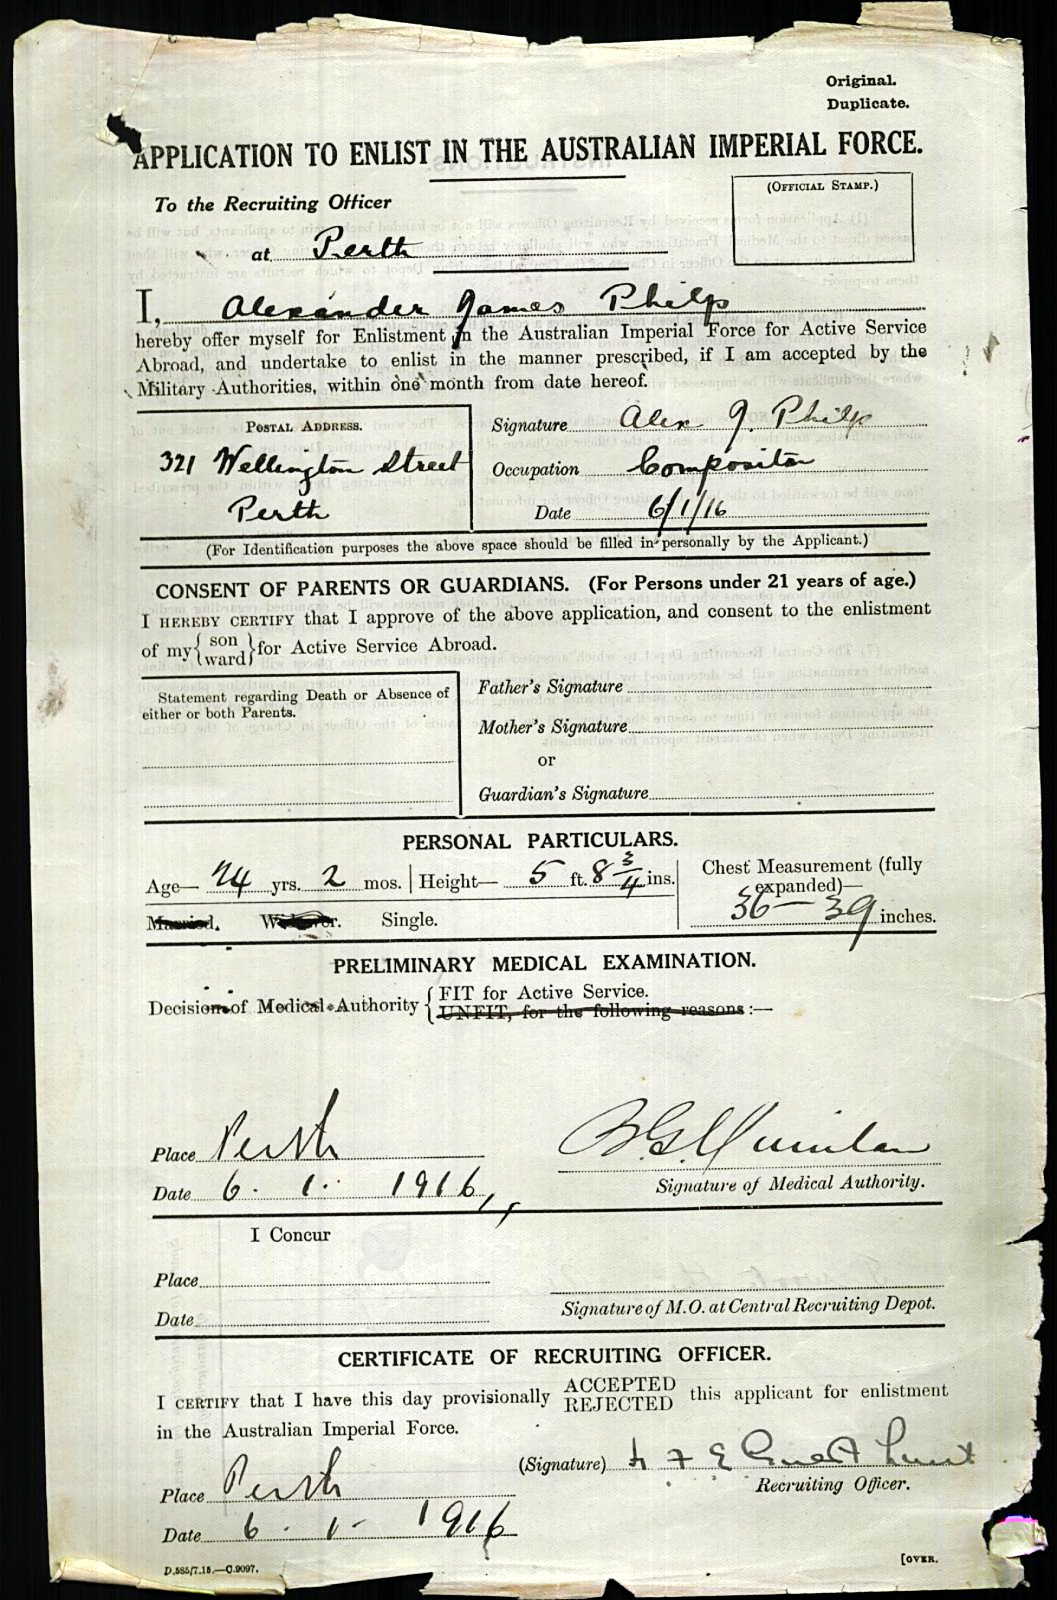 Original.
Duplicate.
APPLICATION TO ENLIST IN THE AUSTRALIAN IMPERIAL FORCE.
To the Recruiting Officer
(OFFICIAL STAMP.)
at Perth
I, Alexander James Philp
hereby offer myself for Enlistment in the Australian Imperial Force for Active Service
Abroad, and undertake to enlist in the manner prescribed, if I am accepted by the
Military Authorities, within one month from date hereof.
POSTAL ADDRESS.
321 Wellington Street
Perth
Signature Alex J. Philp
Occupation Compositor
Date 6/1/16
(For Identification purposes the above space should be filled in personally by the Applicant.)
CONSENT OF PARENTS OR GUARDIANS. (For Persons under 21 years of age.)
I HEREBY CERTIFY that I approve of the above application, and consent to the enlistment
of my { son ward } for Active Service Abroad.
Statement regarding Death or Absence of
either or both Parents.
Father's Signature
Mother's Signature
or
Guardian's Signature
PERSONAL PARTICULARS.
Age— 24 yrs. 2 mos. Height— 5 ft. 8 3/4 ins.
Chest Measurement (fully
expanded)—
36 — 39 inches.
Married. Widower. Single.
PRELIMINARY MEDICAL EXAMINATION.
Decision of Medical Authority { FIT for Active Service.
UNFIT, for the following reasons :—
Place Perth
Date 6. 1. 1916
Signature of Medical Authority.
I Concur
Place
Date
Signature of M.O. at Central Recruiting Depot.
CERTIFICATE OF RECRUITING OFFICER.
I CERTIFY that I have this day provisionally ACCEPTED REJECTED this applicant for enlistment
in the Australian Imperial Force.
(Signature)
Recruiting Officer.
Place Perth
Date 6 . 1 - 1916
D.585/7.15.—C.9097.
[OVER.